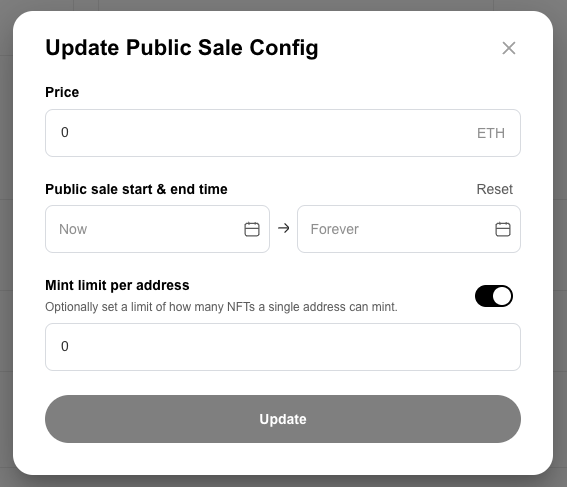 Update Public Sale Config
Price
0 ETH
Public sale start & end time Reset
Now → Forever
Mint limit per address
Optionally set a limit of how many NFTs a single address can mint.
0
Update